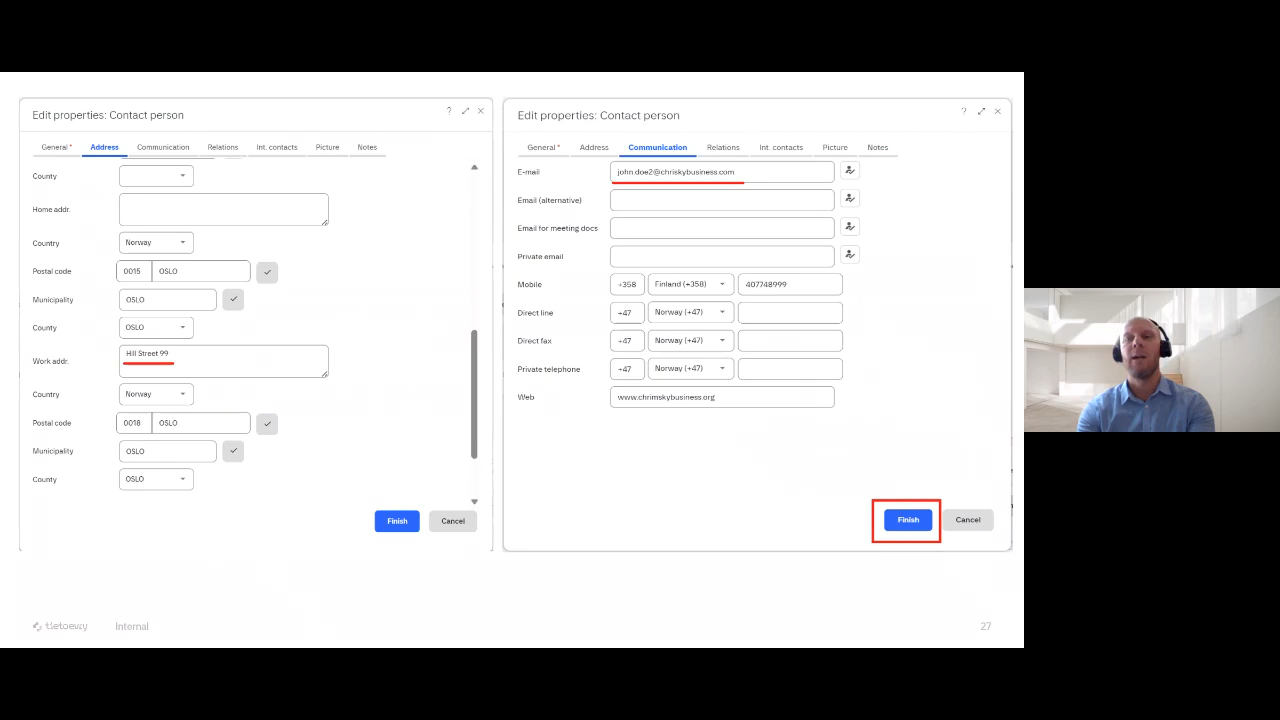 Edit properties: Contact person
?
General *
Address
Communication
Relations
Int. contacts
Picture
Notes
County
Home addr.
Country
Norway
Postal code
0015
OSLO
Municipality
OSLO
County
OSLO
Work addr.
Hill Street 99
Country
Norway
Postal code
0018
OSLO
Municipality
OSLO
County
OSLO
Finish
Cancel
Edit properties: Contact person
?
General *
Address
Communication
Relations
Int. contacts
Picture
Notes
E-mail
john.doe2@chriskybusiness.com
Email (alternative)
Email for meeting docs
Private email
Mobile
+358
Finland (+358)
407748999
Direct line
+47
Norway (+47)
Direct fax
+47
Norway (+47)
Private telephone
+47
Norway (+47)
Web
www.chrimskybusiness.org
Finish
Cancel
tietoevry
Internal
27